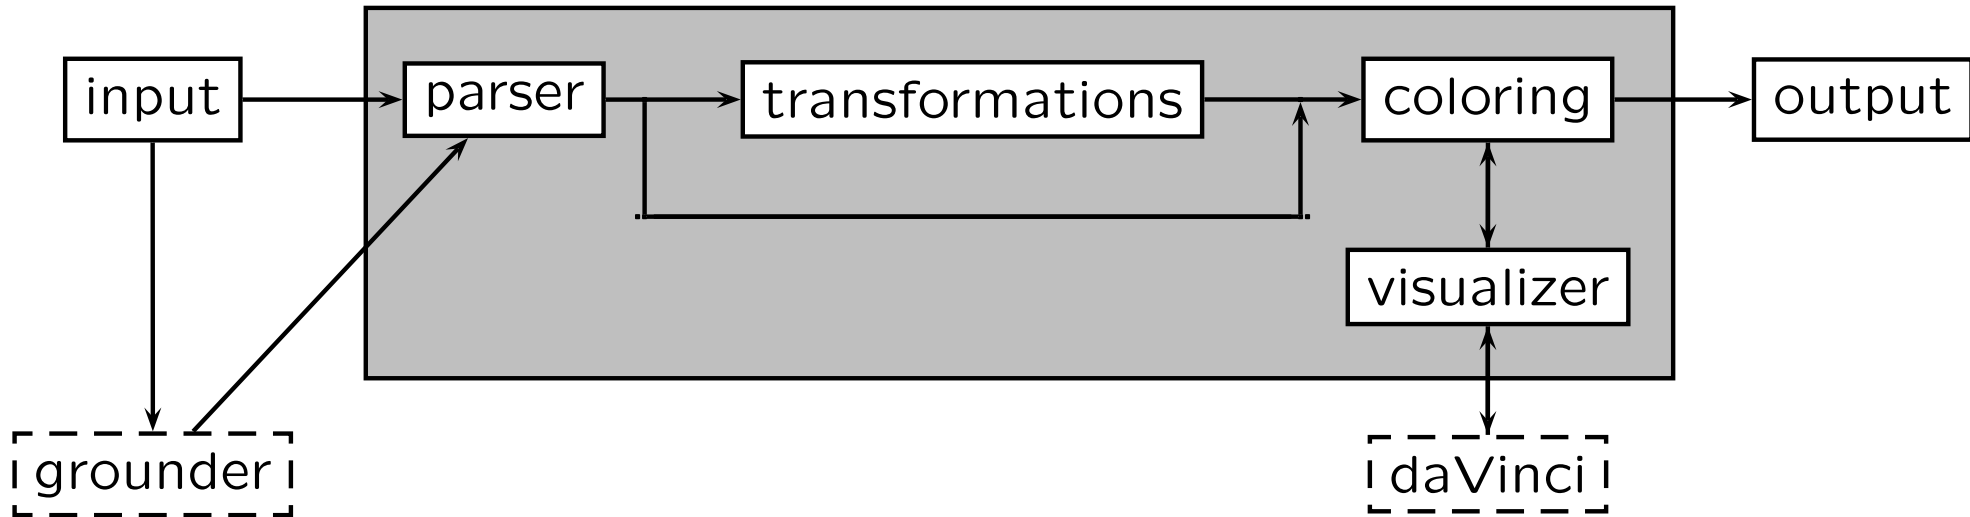 input
parser
transformations
coloring
output
visualizer
grounder
daVinci